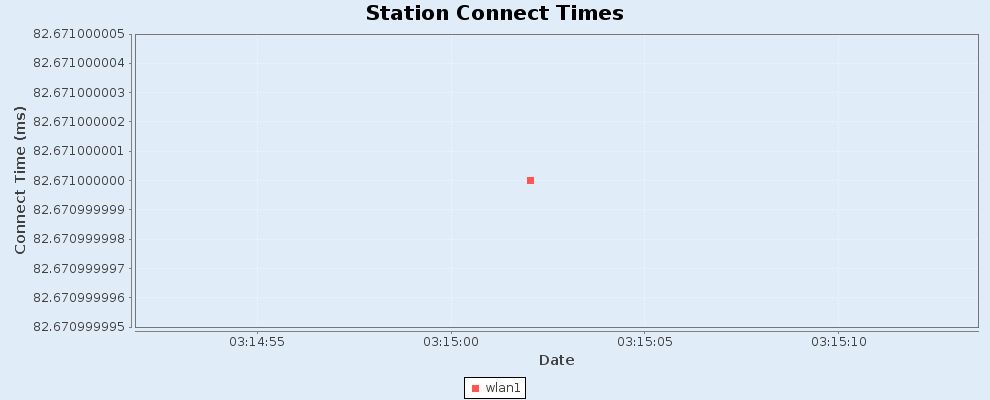 Station Connect Times
82.671000005
82.671000004
82.671000003
82.671000002
82.671000001
82.671000000
82.670999999
82.670999998
82.670999997
82.670999996
82.670999995
Connect Time (ms)
03:14:55 03:15:00 03:15:05 03:15:10
Date
wlan1